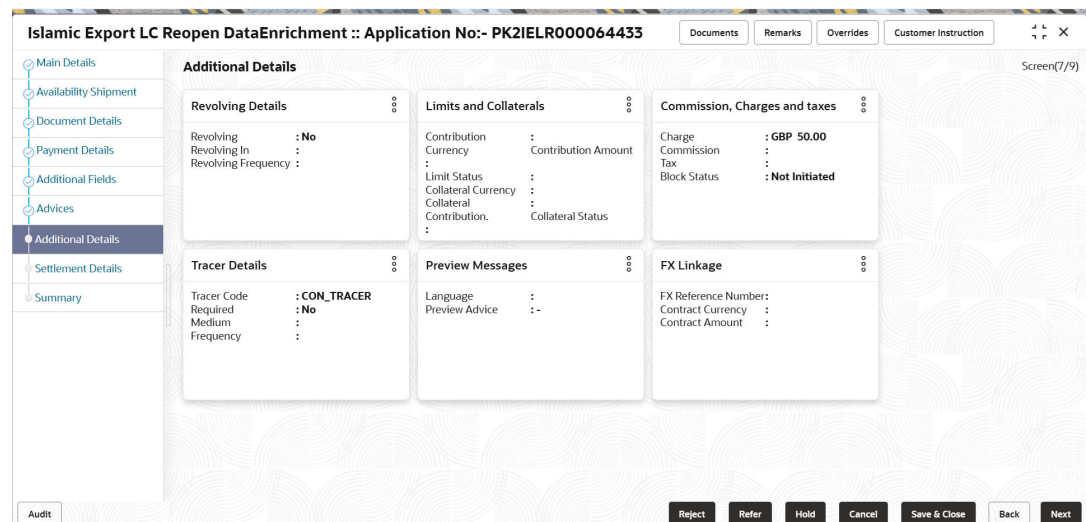 Islamic Export LC Reopen DataEnrichment :: Application No:- PK2IELR000064433
Documents
Remarks
Overrides
Customer Instruction
Main Details
Availability Shipment
Document Details
Payment Details
Additional Fields
Advices
Additional Details
Settlement Details
Summary
Additional Details
Screen(7/9)
Revolving Details
Revolving : No
Revolving In :
Revolving Frequency :
Limits and Collaterals
Contribution :
Currency Contribution Amount
:
Limit Status :
Collateral Currency :
Collateral :
Contribution. Collateral Status
:
Commission, Charges and taxes
Charge : GBP 50.00
Commission :
Tax :
Block Status : Not Initiated
Tracer Details
Tracer Code : CON_TRACER
Required : No
Medium :
Frequency :
Preview Messages
Language :
Preview Advice : -
FX Linkage
FX Reference Number:
Contract Currency :
Contract Amount :
Audit
Reject
Refer
Hold
Cancel
Save & Close
Back
Next